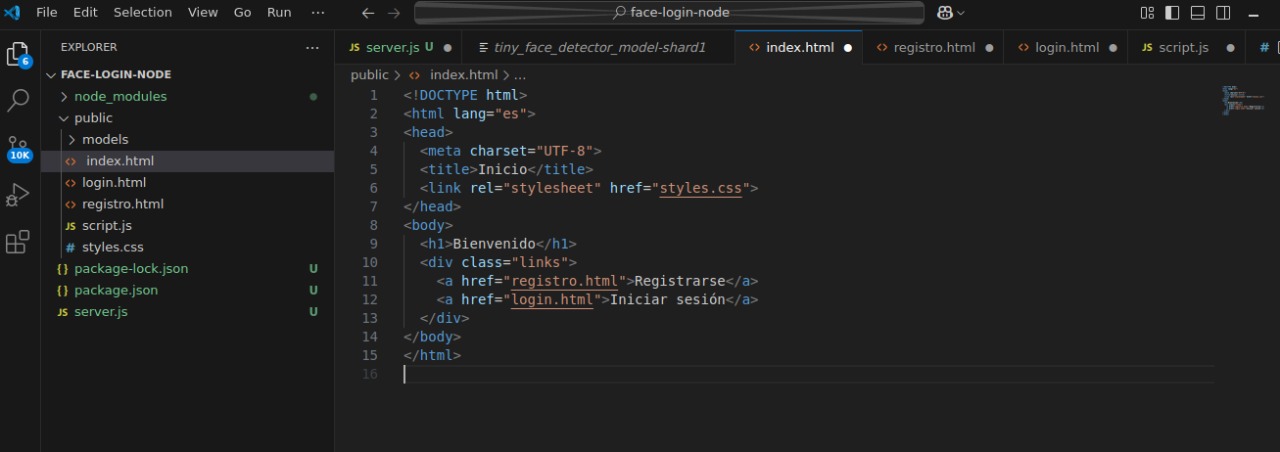 File Edit Selection View Go Run ··· face-login-node
EXPLORER ···
server.js U tiny_face_detector_model-shard1 index.html registro.html login.html script.js #
FACE-LOGIN-NODE
node_modules
public
models
index.html
login.html
registro.html
JS script.js
# styles.css
{} package-lock.json U
{} package.json U
JS server.js U
6
10K
public > index.html > ...
1 <!DOCTYPE html>
2 <html lang="es">
3 <head>
4 <meta charset="UTF-8">
5 <title>Inicio</title>
6 <link rel="stylesheet" href="styles.css">
7 </head>
8 <body>
9 <h1>Bienvenido</h1>
10 <div class="links">
11 <a href="registro.html">Registrarse</a>
12 <a href="login.html">Iniciar sesión</a>
13 </div>
14 </body>
15 </html>
16